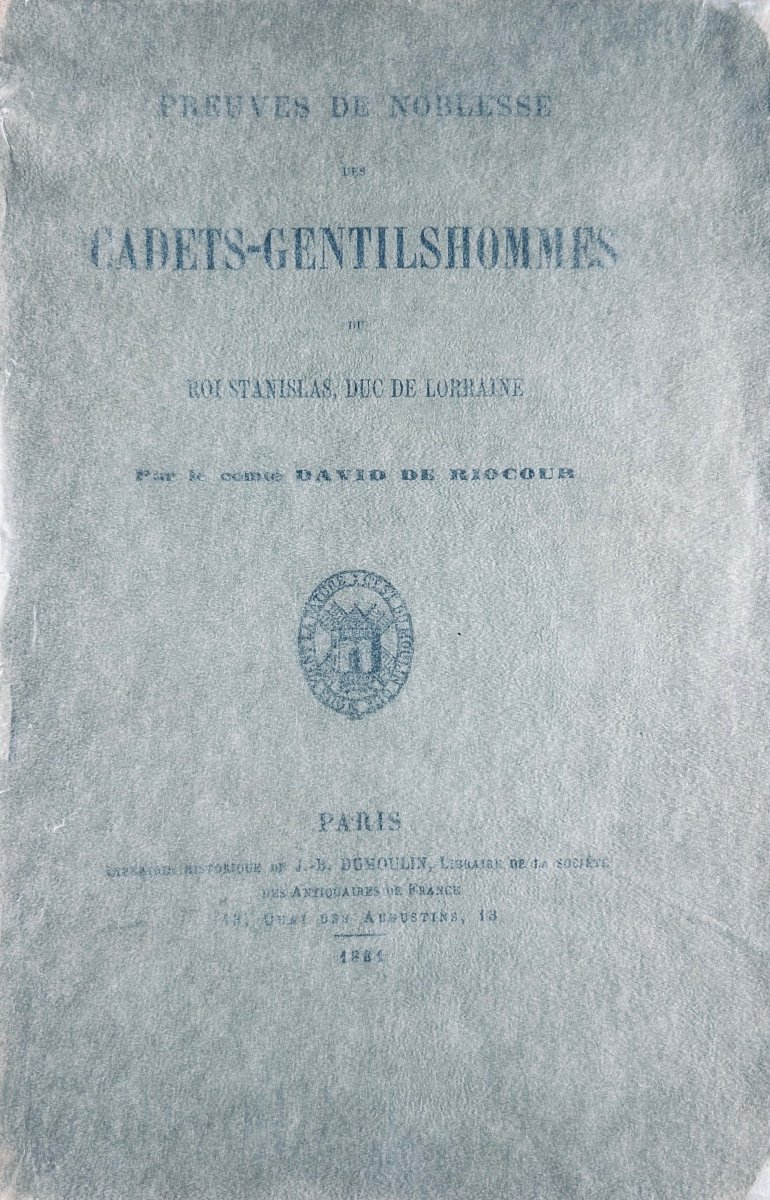 PREUVES DE NOBLESSE
DES
CADETS-GENTILSHOMMES
DU
ROI STANISLAS, DUC DE LORRAINE
Par le comte DAVID DE RIOCOUR
PARIS
LIBRAIRIE HISTORIQUE DE J.-B. DUMOULIN, LIBRAIRE DE LA SOCIÉTÉ
DES ANTIQUAIRES DE FRANCE
13, QUAI DES AUGUSTINS, 13
1881